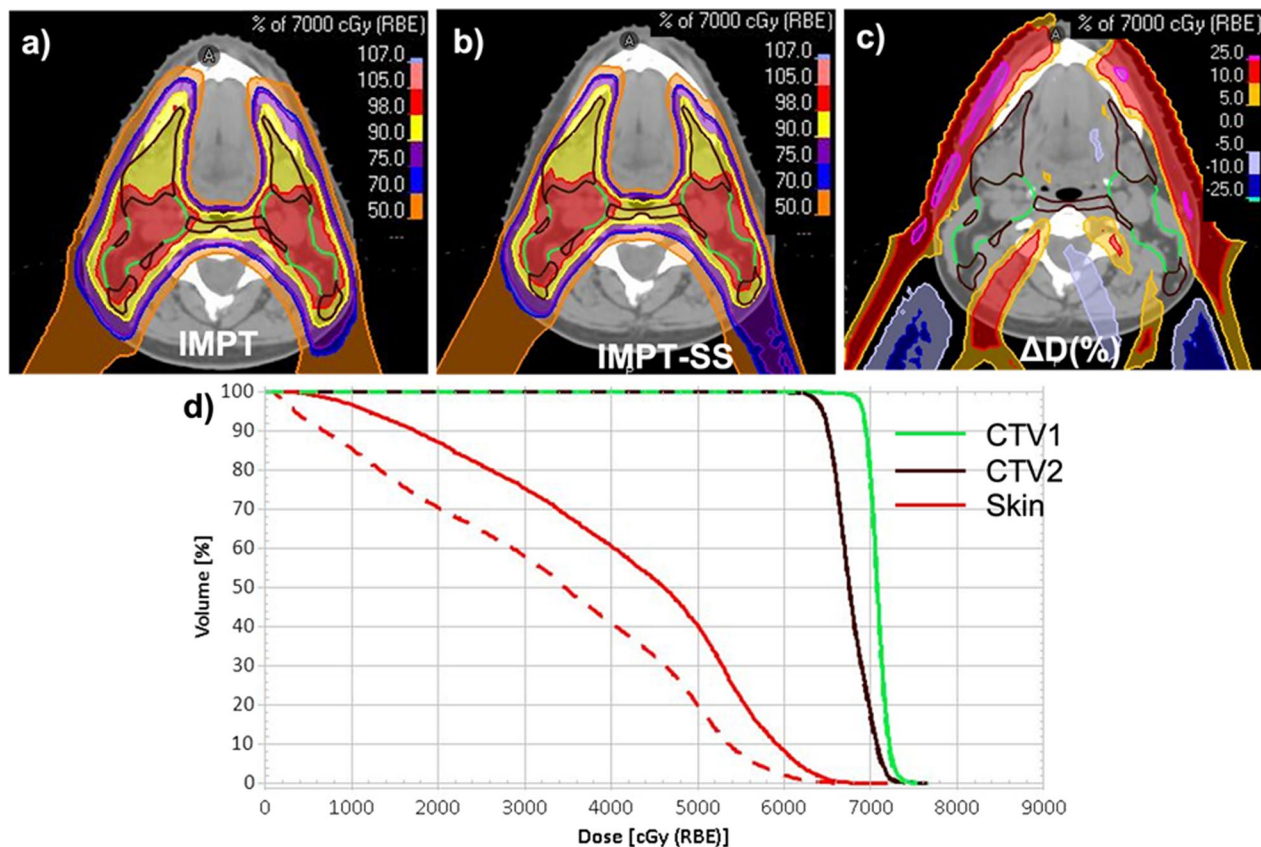 a)
% of 7000 cGy (RBE)
A
107.0
105.0
98.0
90.0
75.0
70.0
50.0
IMPT
b)
% of 7000 cGy (RBE)
A
107.0
105.0
98.0
90.0
75.0
70.0
50.0
IMPT-SS
c)
% of 7000 cGy (RBE)
A
25.0
10.0
5.0
0.0
-5.0
-10.0
-25.0
ΔD(%)
d)
100
90
80
70
60
50
40
30
20
10
0
Volume [%]
CTV1
CTV2
Skin
0 1000 2000 3000 4000 5000 6000 7000 8000 9000
Dose [cGy (RBE)]